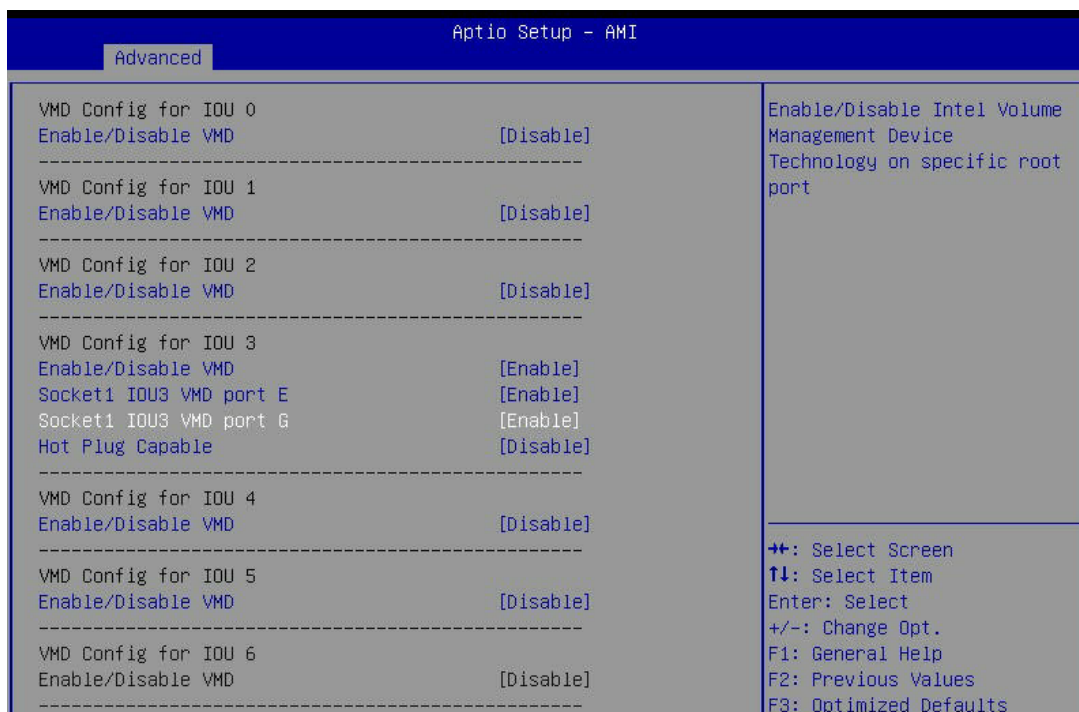 Aptio Setup – AMI
Advanced
VMD Config for IOU 0
Enable/Disable VMD [Disable]
----------------------------------------------------
VMD Config for IOU 1
Enable/Disable VMD [Disable]
----------------------------------------------------
VMD Config for IOU 2
Enable/Disable VMD [Disable]
----------------------------------------------------
VMD Config for IOU 3
Enable/Disable VMD [Enable]
Socket1 IOU3 VMD port E [Enable]
Socket1 IOU3 VMD port G [Enable]
Hot Plug Capable [Disable]
----------------------------------------------------
VMD Config for IOU 4
Enable/Disable VMD [Disable]
----------------------------------------------------
VMD Config for IOU 5
Enable/Disable VMD [Disable]
----------------------------------------------------
VMD Config for IOU 6
Enable/Disable VMD [Disable]
----------------------------------------------------
Enable/Disable Intel Volume
Management Device
Technology on specific root
port
→←: Select Screen
↑↓: Select Item
Enter: Select
+/-: Change Opt.
F1: General Help
F2: Previous Values
F3: Optimized Defaults